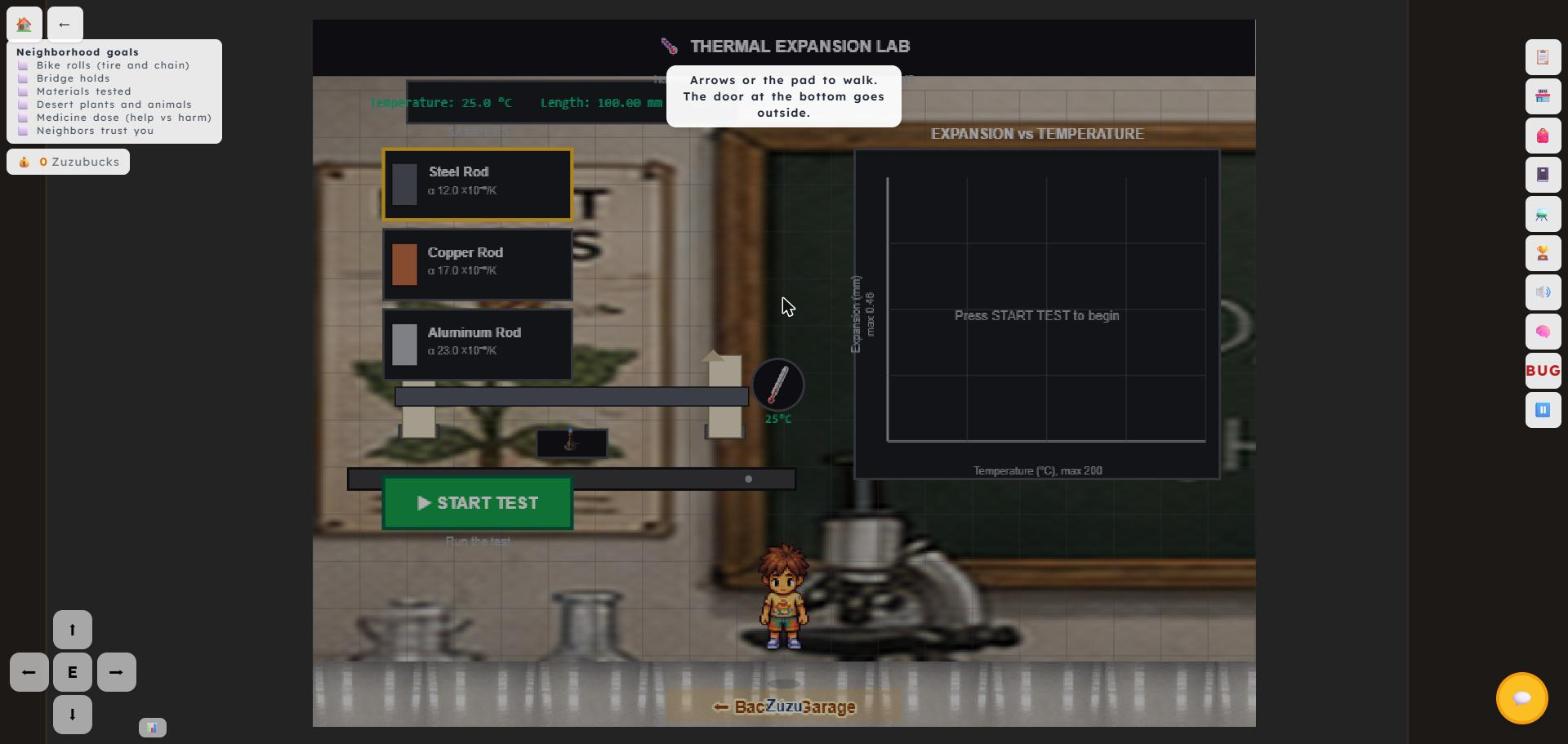 THERMAL EXPANSION LAB
Neighborhood goals
Bike rolls (tire and chain)
Bridge holds
Materials tested
Desert plants and animals
Medicine dose (help vs harm)
Neighbors trust you
0 Zuzubucks
Arrows or the pad to walk.
The door at the bottom goes
outside.
Temperature: 25.0 °C Length: 100.00 mm
EXPANSION vs TEMPERATURE
Steel Rod
α 12.0 ×10⁻⁶/K
Copper Rod
α 17.0 ×10⁻⁶/K
Aluminum Rod
α 23.0 ×10⁻⁶/K
Expansion (mm)
max 0.46
Press START TEST to begin
25°C
Temperature (°C), max 200
▶ START TEST
Run the test
BUG
↑
← E →
↓
Zuzu
Garage